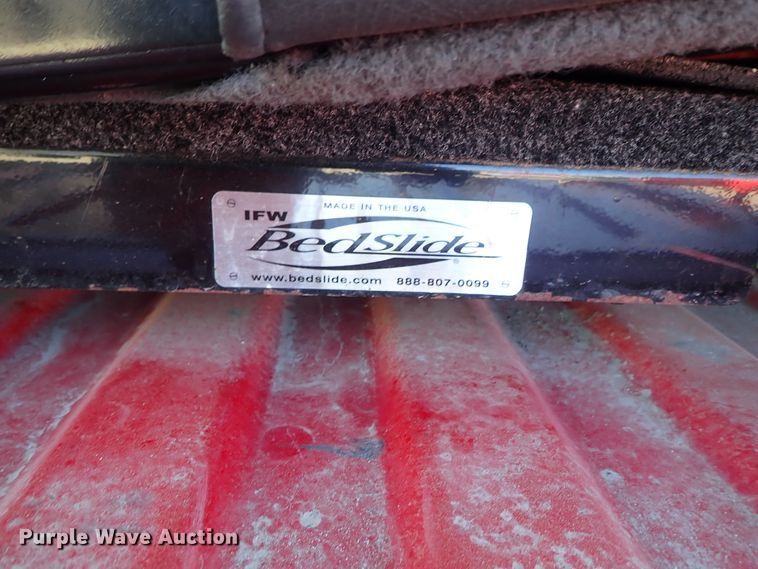 MADE IN THE USA
IFW
BedSlide
®
www.bedslide.com 888-807-0099
Purple Wave Auction®